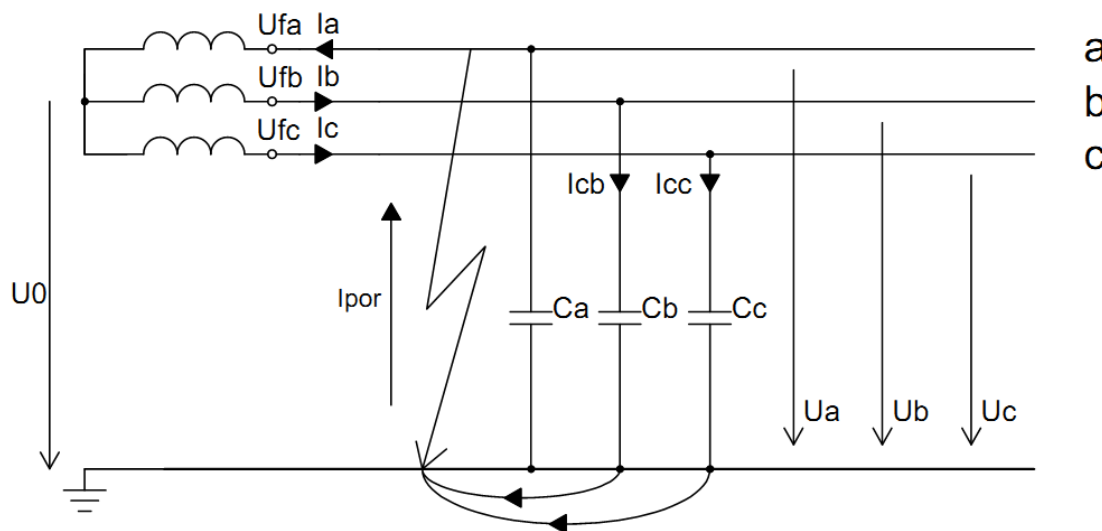 Ufa Ia a
Ufb Ib b
Ufc Ic c
Icb Icc
U0 Ipor Ca Cb Cc
Ua Ub Uc